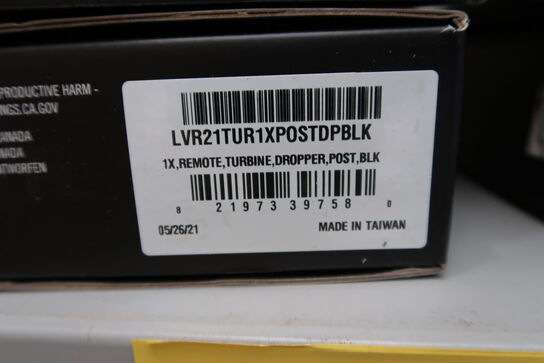 PRODUCTIVE HARM -
NGS.CA.GOV
ANADA
NADA
NTWORFEN
LVR21TUR1XPOSTDPBLK
1X,REMOTE,TURBINE,DROPPER,POST,BLK
8 21973 39758 0
05/26/21 MADE IN TAIWAN